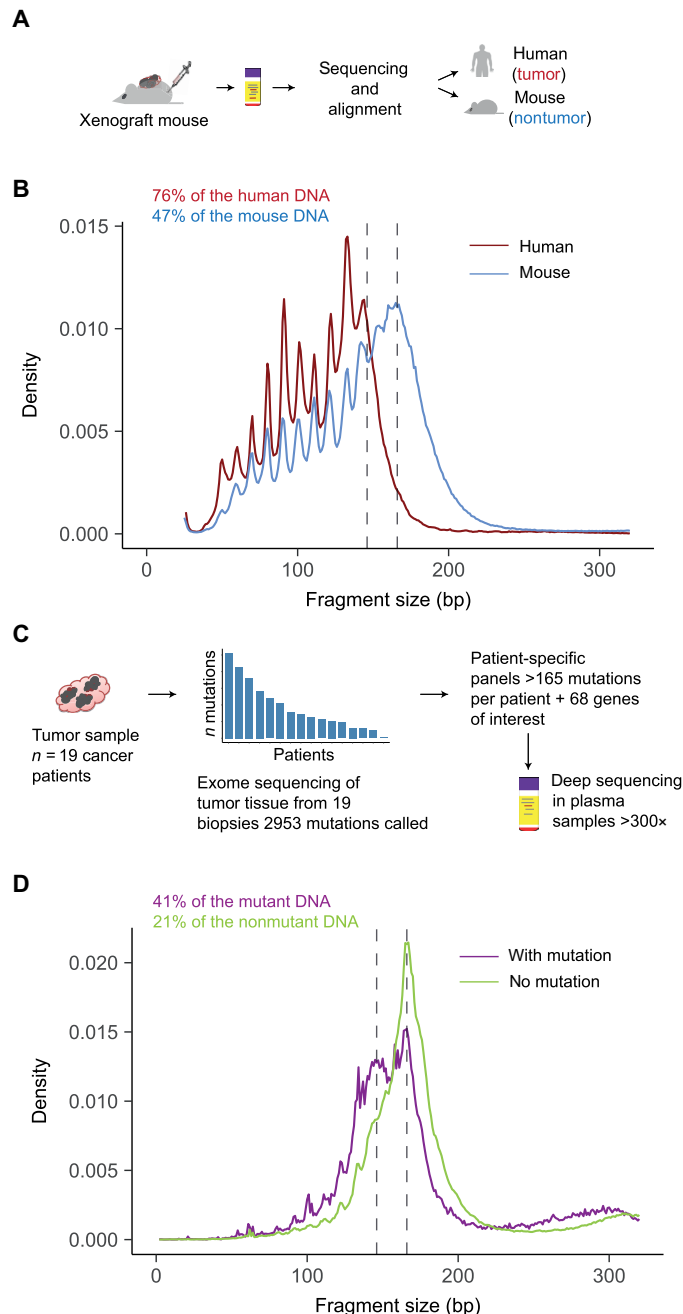 A
Xenograft mouse
Sequencing
and
alignment
Human
(tumor)
Mouse
(nontumor)
B
76% of the human DNA
47% of the mouse DNA
0.015
0.010
0.005
0.000
Density
Human
Mouse
0
100
200
300
Fragment size (bp)
C
Tumor sample
n = 19 cancer
patients
n mutations
Patients
Exome sequencing of
tumor tissue from 19
biopsies 2953 mutations called
Patient-specific
panels >165 mutations
per patient + 68 genes
of interest
Deep sequencing
in plasma
samples >300×
D
41% of the mutant DNA
21% of the nonmutant DNA
0.020
0.015
0.010
0.005
0.000
Density
With mutation
No mutation
0
100
200
300
Fragment size (bp)